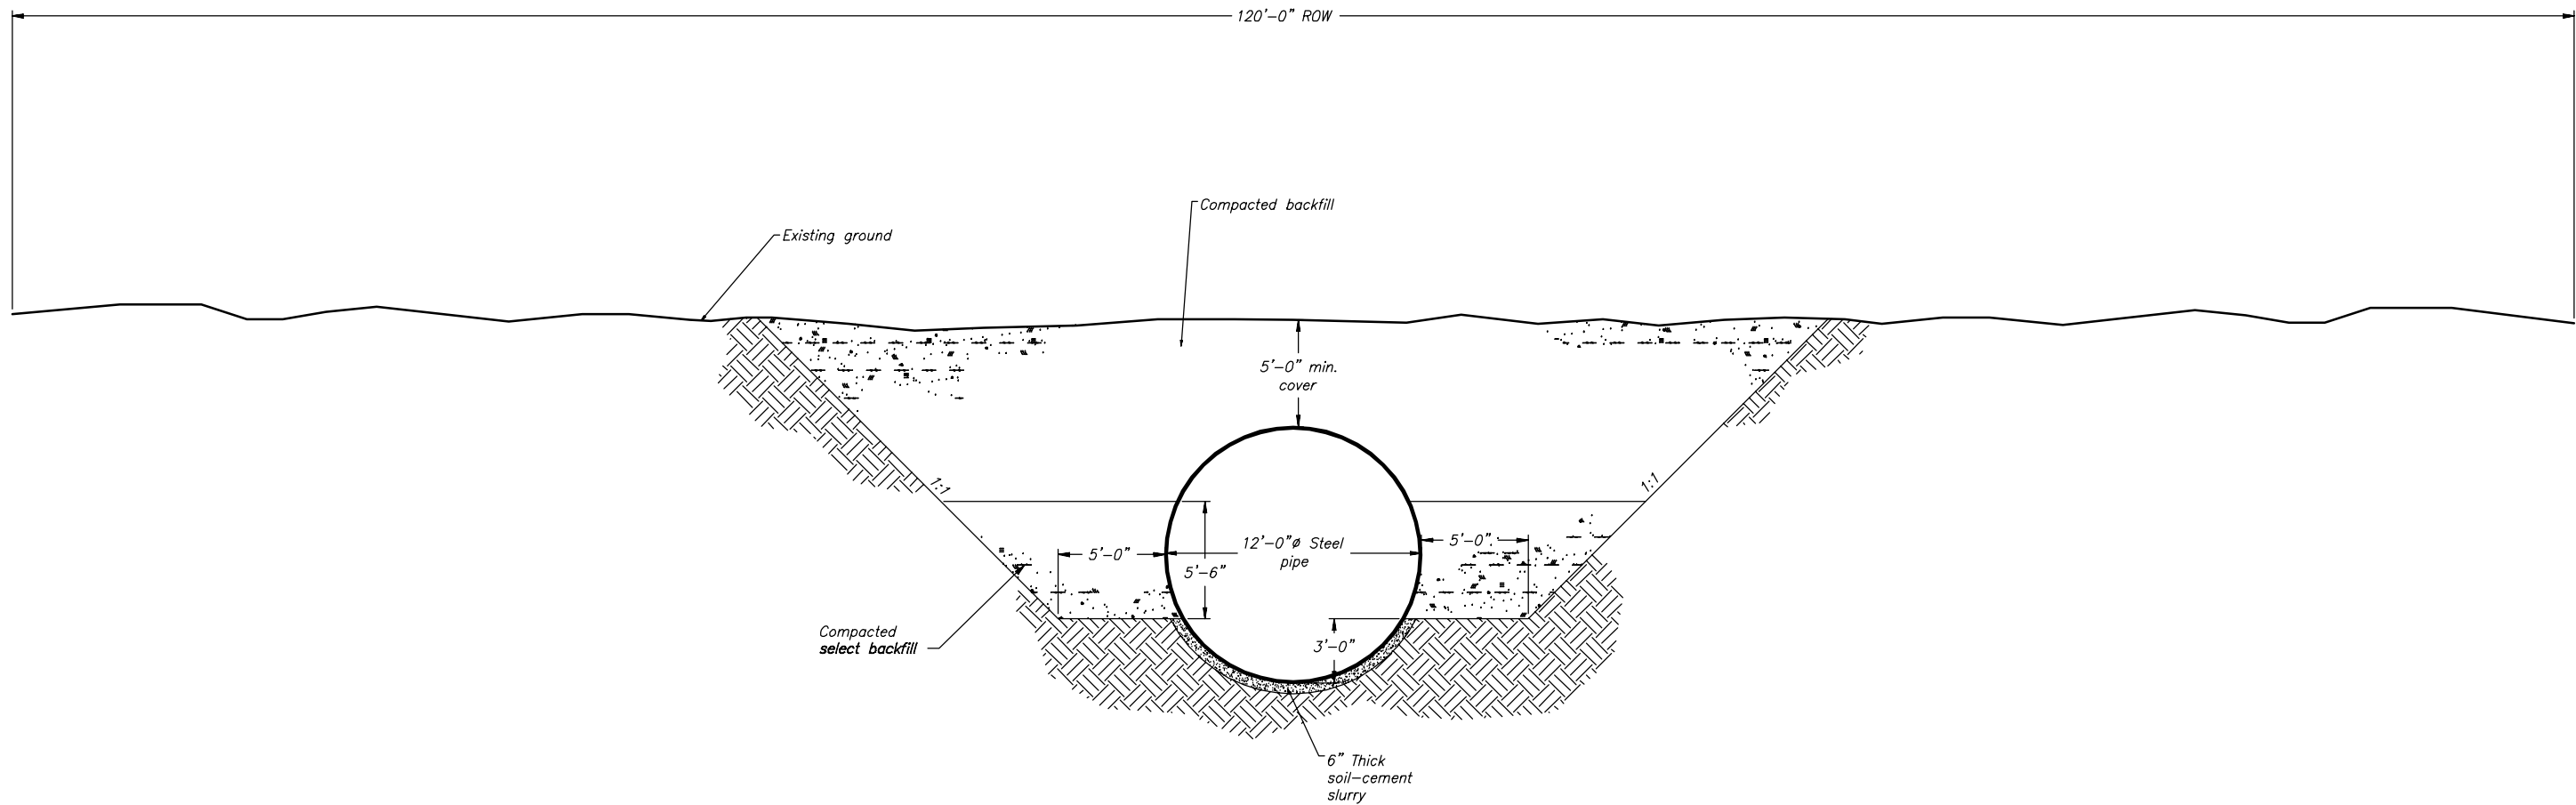 120'-0" ROW
Compacted backfill
Existing ground
5'-0" min.
cover
1:1
1:1
5'-0"
12'-0"ø Steel
pipe
5'-0"
5'-6"
Compacted
select backfill
3'-0"
6" Thick
soil-cement
slurry